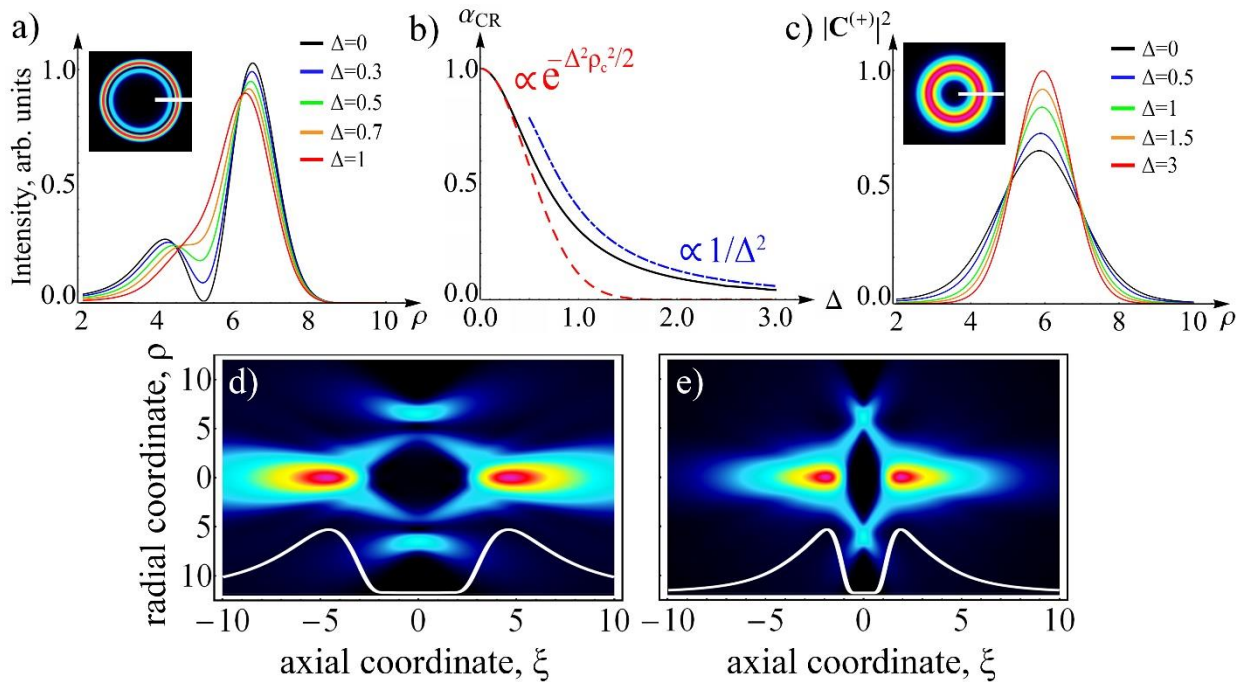 a)
Intensity, arb. units
1.0
0.5
0.0
2 4 6 8 10 ρ
Δ=0
Δ=0.3
Δ=0.5
Δ=0.7
Δ=1
b)
α_CR
1.0
0.5
0.0
0.0 1.0 2.0 3.0 Δ
∝e^{-Δ²ρ_c²/2}
∝1/Δ²
c) |C⁽⁺⁾|²
1.0
0.5
0.0
2 4 6 8 10 ρ
Δ=0
Δ=0.5
Δ=1
Δ=1.5
Δ=3
d)
radial coordinate, ρ
10
5
0
5
10
−10 −5 0 5 10
axial coordinate, ξ
e)
−10 −5 0 5 10
axial coordinate, ξ